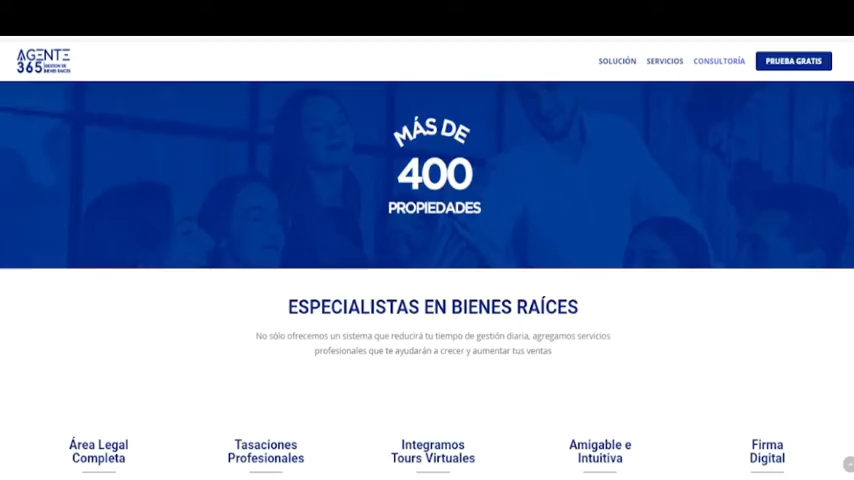 AGENTE
365 GESTIÓN DE
BIENES RAÍCES
SOLUCIÓN
SERVICIOS
CONSULTORÍA
PRUEBA GRATIS
MÁS DE
400
PROPIEDADES
ESPECIALISTAS EN BIENES RAÍCES
No sólo ofrecemos un sistema que reducirá tu tiempo de gestión diaria, agregamos servicios
profesionales que te ayudarán a crecer y aumentar tus ventas
Área Legal
Completa
Tasaciones
Profesionales
Integramos
Tours Virtuales
Amigable e
Intuitiva
Firma
Digital